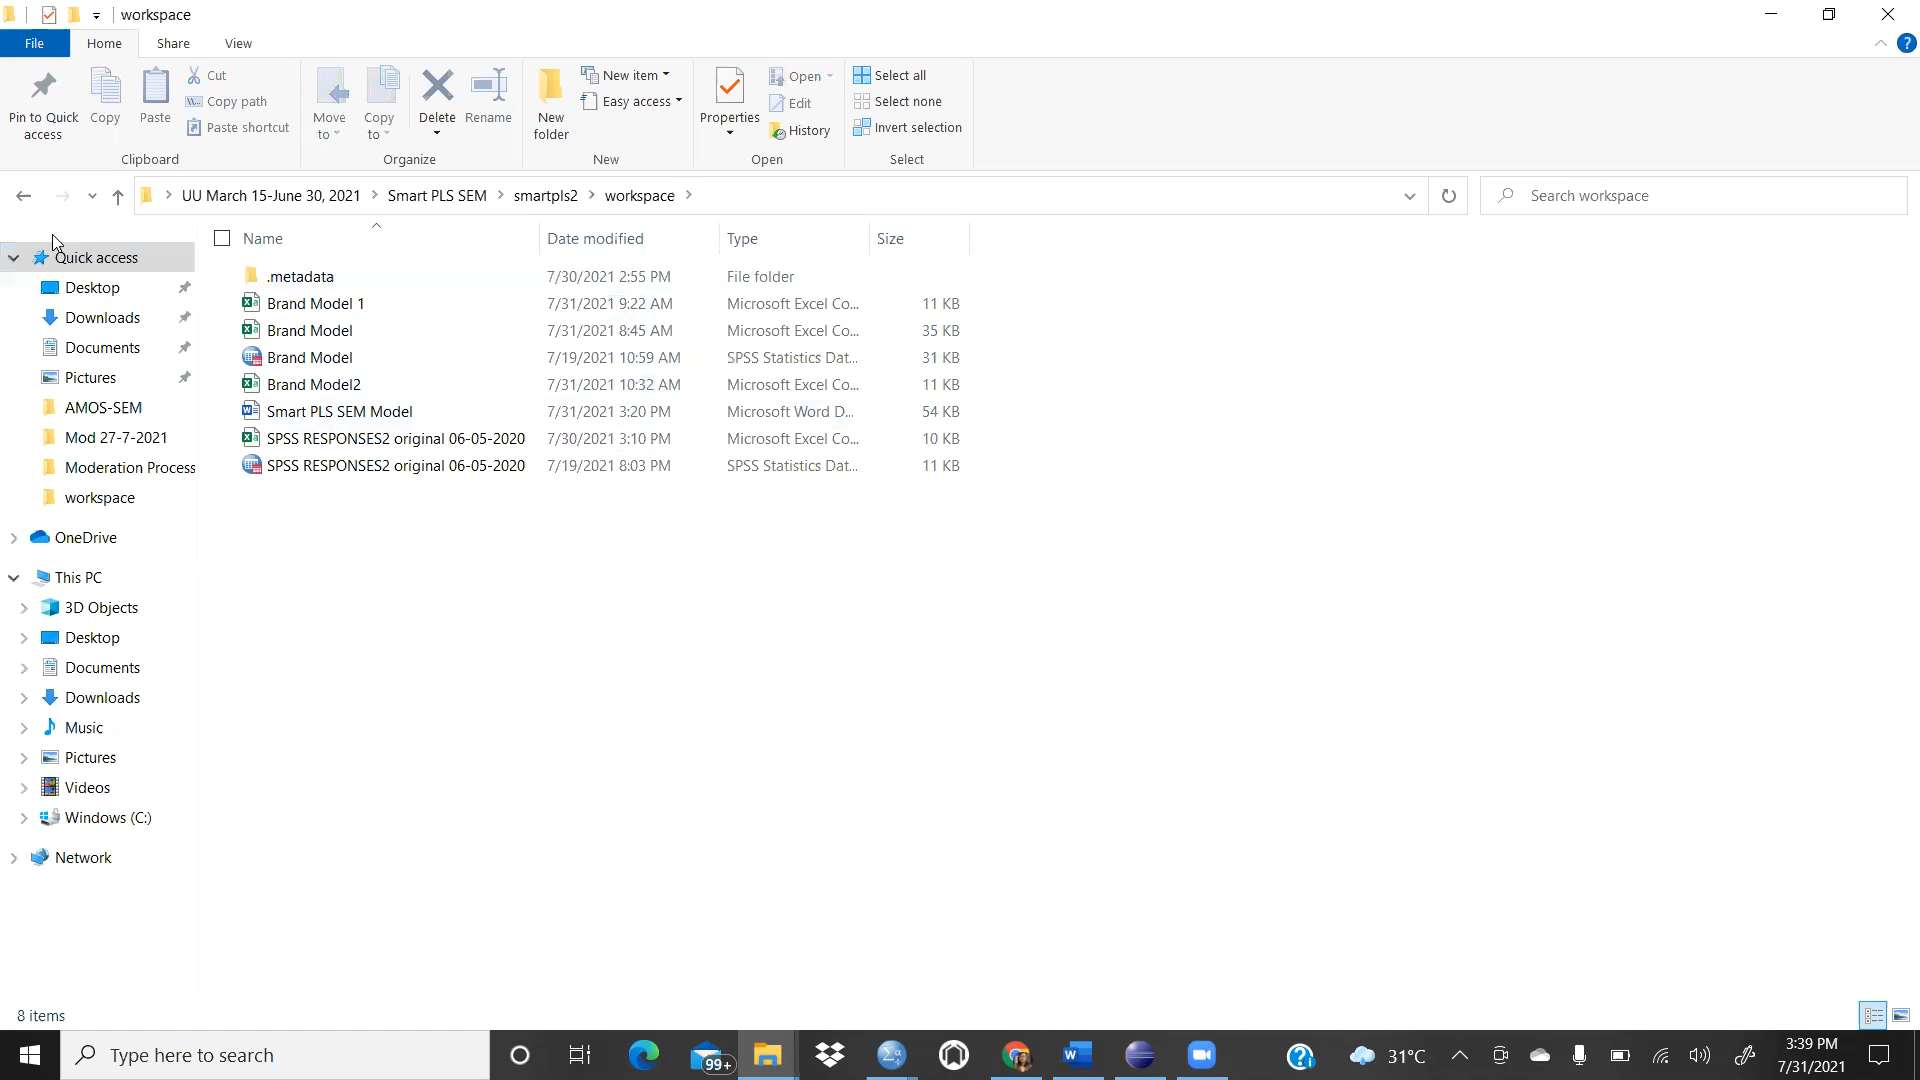 workspace
File Home Share View
Pin to Quick access
Copy
Paste
Cut
Copy path
Paste shortcut
Clipboard
Move to
Copy to
Delete
Rename
Organize
New folder
New item
Easy access
New
Properties
Open
Edit
History
Open
Select all
Select none
Invert selection
Select
UU March 15-June 30, 2021 Smart PLS SEM smartpls2 workspace
Search workspace
Quick access
Desktop
Downloads
Documents
Pictures
AMOS-SEM
Mod 27-7-2021
Moderation Process
workspace
OneDrive
This PC
3D Objects
Desktop
Documents
Downloads
Music
Pictures
Videos
Windows (C:)
Network
Name Date modified Type Size
.metadata 7/30/2021 2:55 PM File folder
Brand Model 1 7/31/2021 9:22 AM Microsoft Excel Co... 11 KB
Brand Model 7/31/2021 8:45 AM Microsoft Excel Co... 35 KB
Brand Model 7/19/2021 10:59 AM SPSS Statistics Dat... 31 KB
Brand Model2 7/31/2021 10:32 AM Microsoft Excel Co... 11 KB
Smart PLS SEM Model 7/31/2021 3:20 PM Microsoft Word D... 54 KB
SPSS RESPONSES2 original 06-05-2020 7/30/2021 3:10 PM Microsoft Excel Co... 10 KB
SPSS RESPONSES2 original 06-05-2020 7/19/2021 8:03 PM SPSS Statistics Dat... 11 KB
8 items
Type here to search
99+
31°C
3:39 PM
7/31/2021